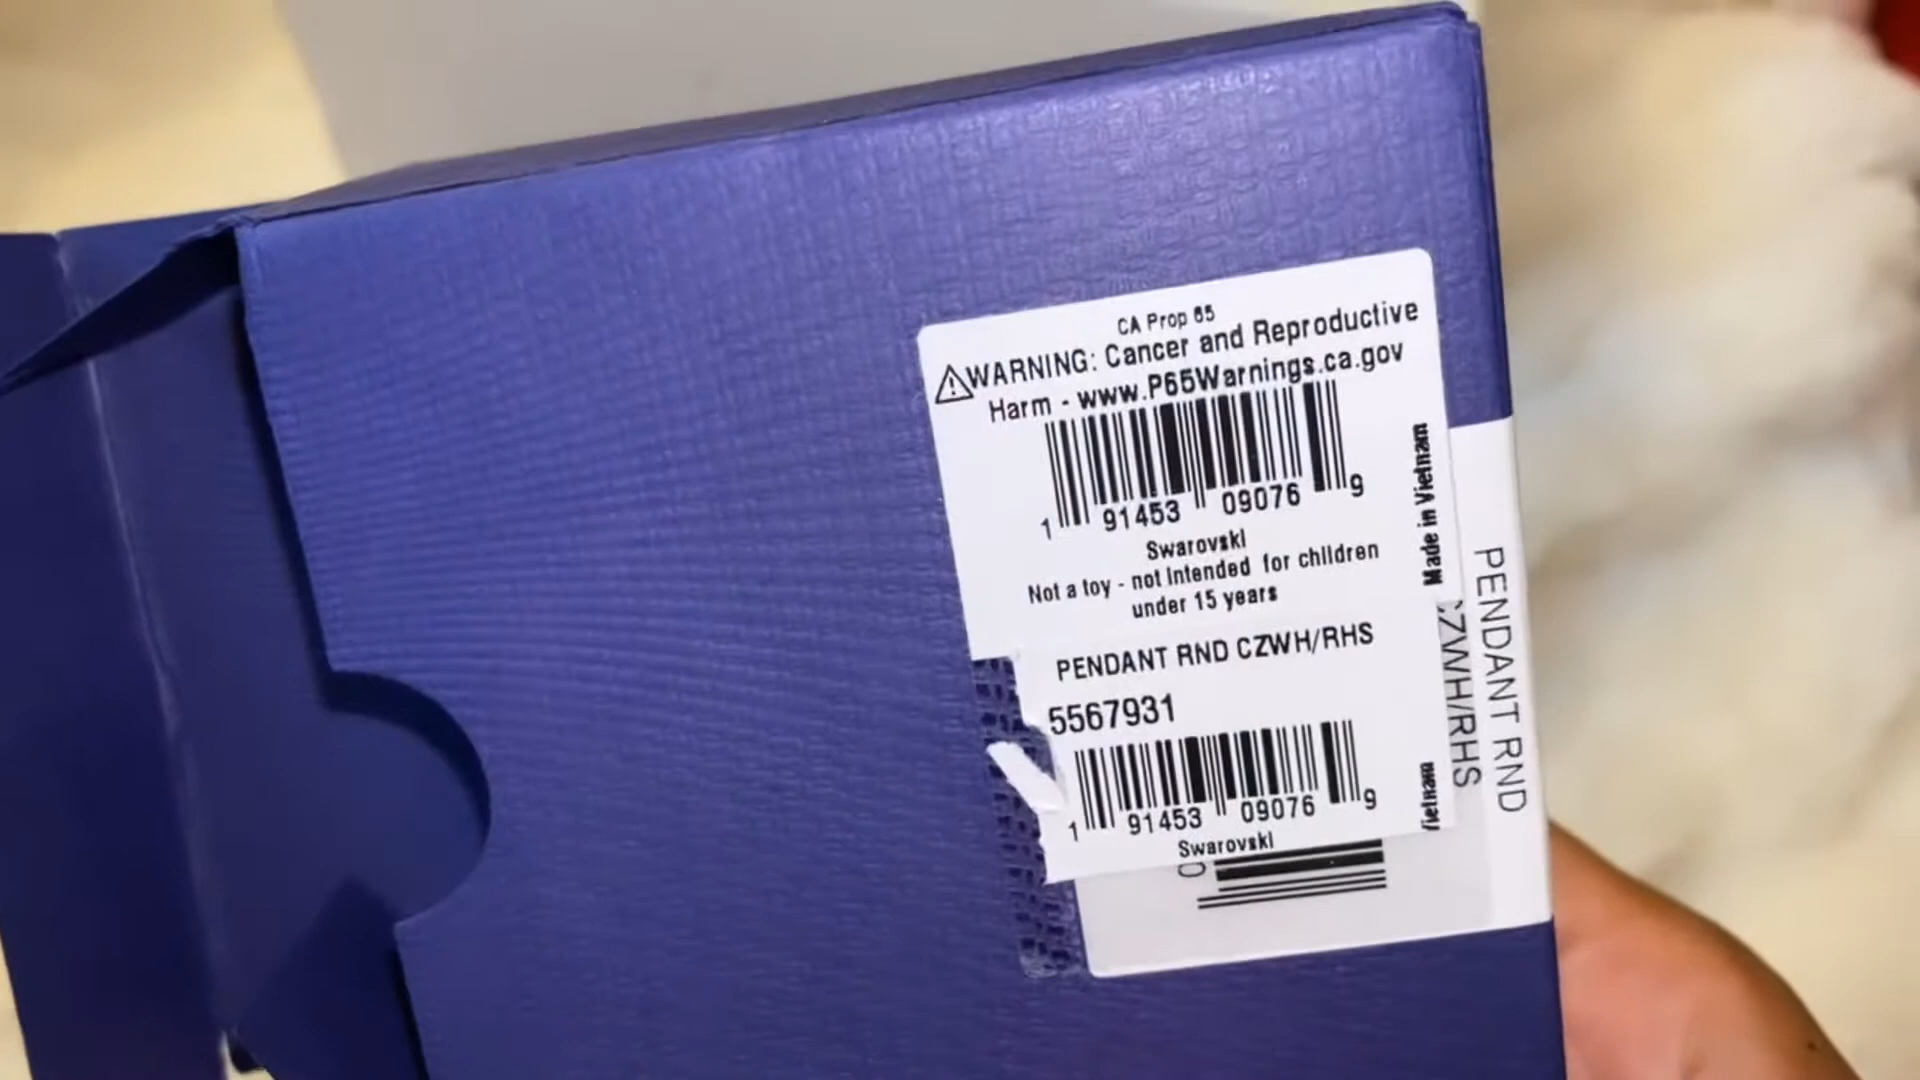 CA Prop 65
WARNING: Cancer and Reproductive
Harm - www.P65Warnings.ca.gov
1 91453 09076 9
Made in Vietnam
Swarovski
Not a toy - not Intended for children
under 15 years
PENDANT RND CZWH/RHS
5567931
1 91453 09076 9
Vietnam
Swarovski
PENDANT RND
CZWH/RHS